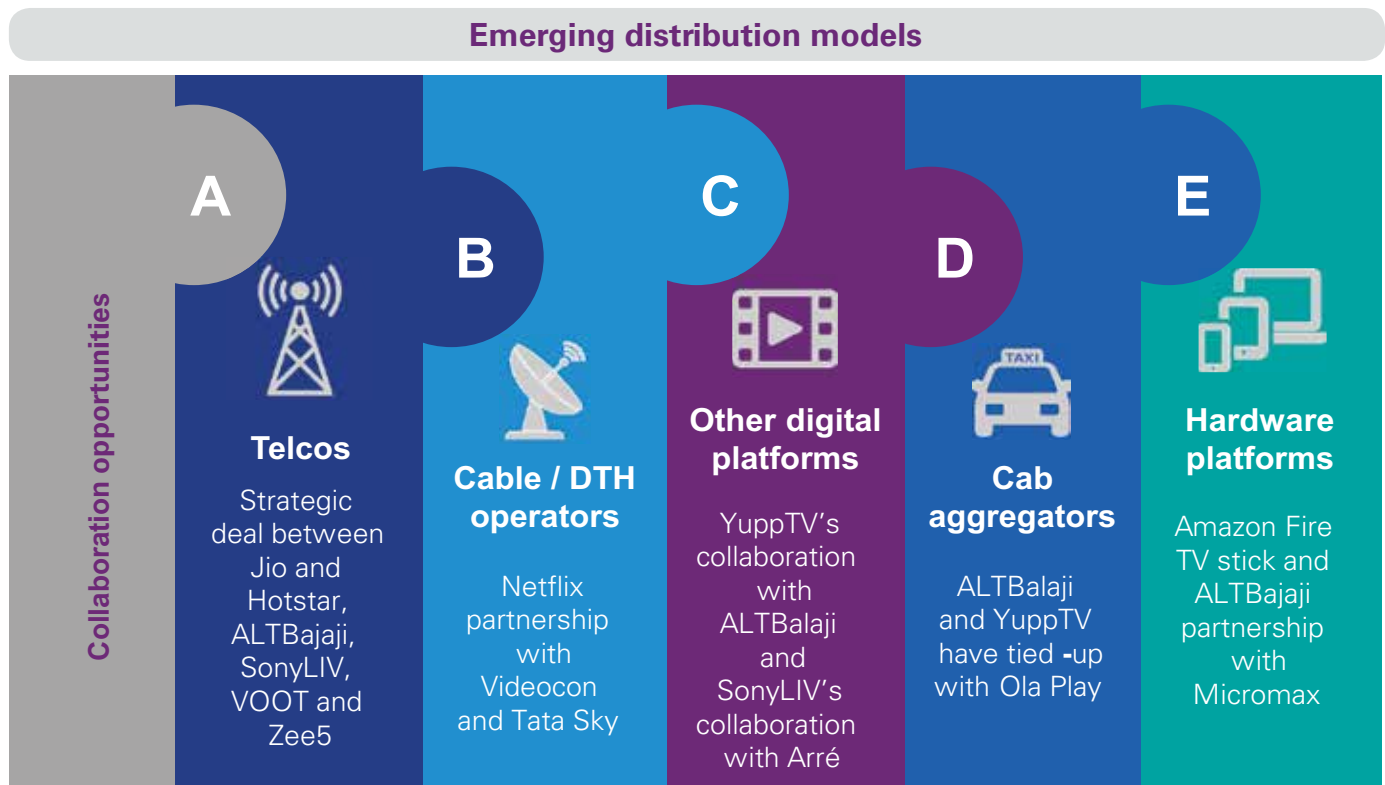 Emerging distribution models
Collaboration opportunities
A
Telcos
Strategic
deal between
Jio and
Hotstar,
ALTBajaji,
SonyLIV,
VOOT and
Zee5
B
Cable / DTH
operators
Netflix
partnership
with
Videocon
and Tata Sky
C
Other digital
platforms
YuppTV's
collaboration
with
ALTBalaji
and
SonyLIV's
collaboration
with Arré
D
TAXI
Cab
aggregators
ALTBalaji
and YuppTV
have tied -up
with Ola Play
E
Hardware
platforms
Amazon Fire
TV stick and
ALTBajaji
partnership
with
Micromax